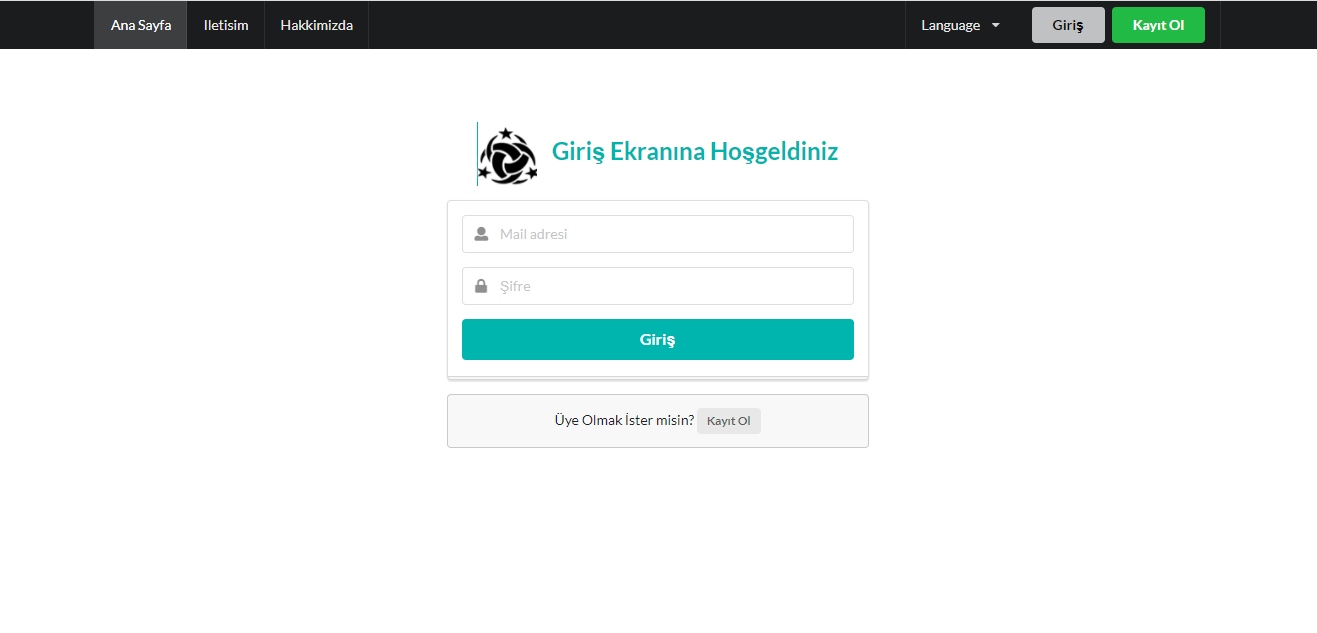 Ana Sayfa Iletisim Hakkimizda Language Giriş Kayıt Ol
Giriş Ekranına Hoşgeldiniz
Mail adresi
Şifre
Giriş
Üye Olmak İster misin? Kayıt Ol